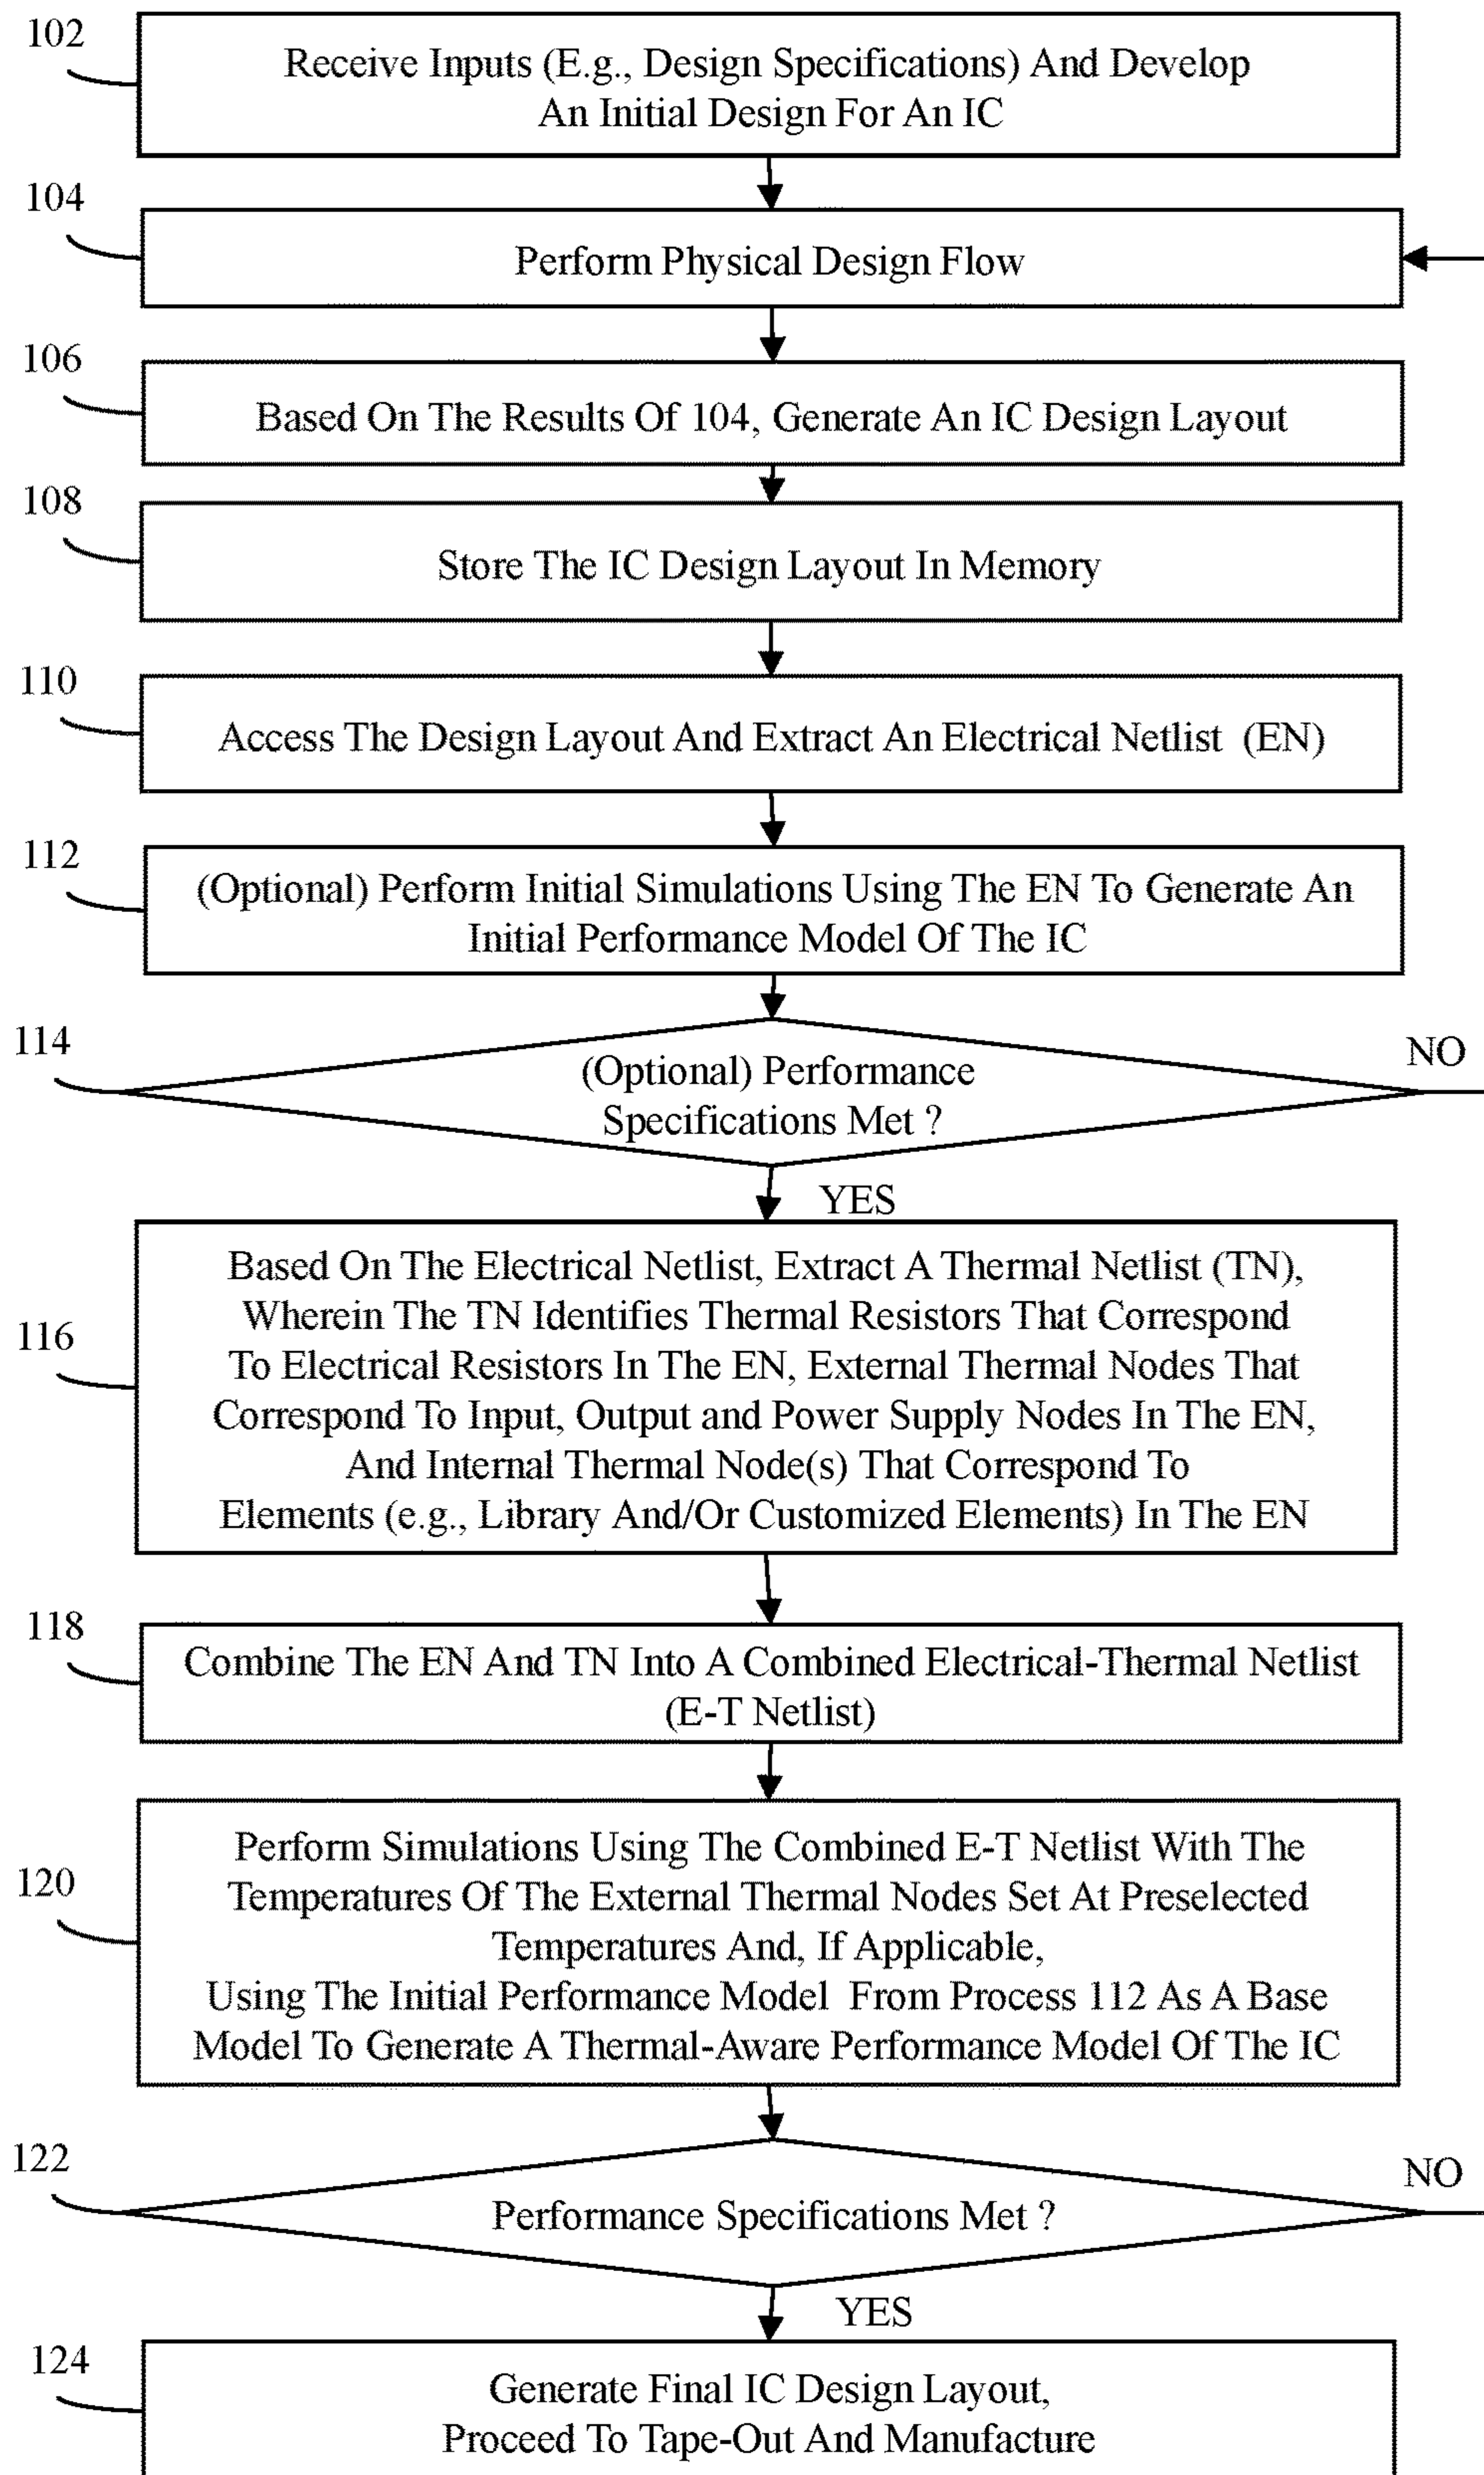 102
Receive Inputs (E.g., Design Specifications) And Develop
An Initial Design For An IC
104
Perform Physical Design Flow
106
Based On The Results Of 104, Generate An IC Design Layout
108
Store The IC Design Layout In Memory
110
Access The Design Layout And Extract An Electrical Netlist (EN)
112
(Optional) Perform Initial Simulations Using The EN To Generate An
Initial Performance Model Of The IC
114
(Optional) Performance
Specifications Met ?
NO
YES
116
Based On The Electrical Netlist, Extract A Thermal Netlist (TN),
Wherein The TN Identifies Thermal Resistors That Correspond
To Electrical Resistors In The EN, External Thermal Nodes That
Correspond To Input, Output and Power Supply Nodes In The EN,
And Internal Thermal Node(s) That Correspond To
Elements (e.g., Library And/Or Customized Elements) In The EN
118
Combine The EN And TN Into A Combined Electrical-Thermal Netlist
(E-T Netlist)
120
Perform Simulations Using The Combined E-T Netlist With The
Temperatures Of The External Thermal Nodes Set At Preselected
Temperatures And, If Applicable,
Using The Initial Performance Model From Process 112 As A Base
Model To Generate A Thermal-Aware Performance Model Of The IC
122
Performance Specifications Met ?
NO
YES
124
Generate Final IC Design Layout,
Proceed To Tape-Out And Manufacture